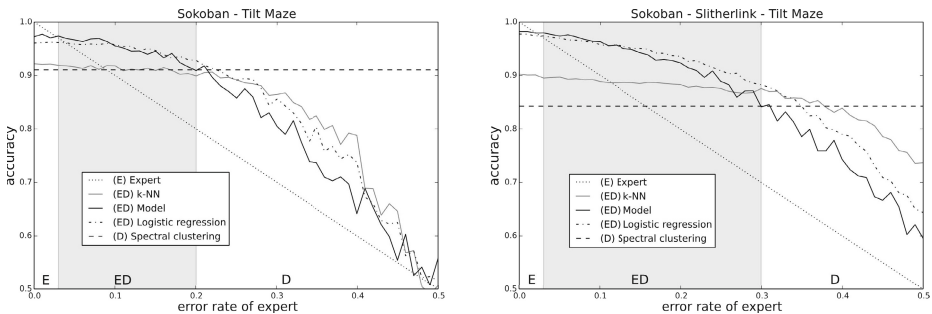 Sokoban - Tilt Maze
accuracy
1.0
0.9
0.8
0.7
0.6
0.5
(E) Expert
(ED) k-NN
(ED) Model
(ED) Logistic regression
(D) Spectral clustering
E
ED
D
0.0
0.1
0.2
0.3
0.4
0.5
error rate of expert
Sokoban - Slitherlink - Tilt Maze
accuracy
1.0
0.9
0.8
0.7
0.6
0.5
(E) Expert
(ED) k-NN
(ED) Model
(ED) Logistic regression
(D) Spectral clustering
E
ED
D
0.0
0.1
0.2
0.3
0.4
0.5
error rate of expert